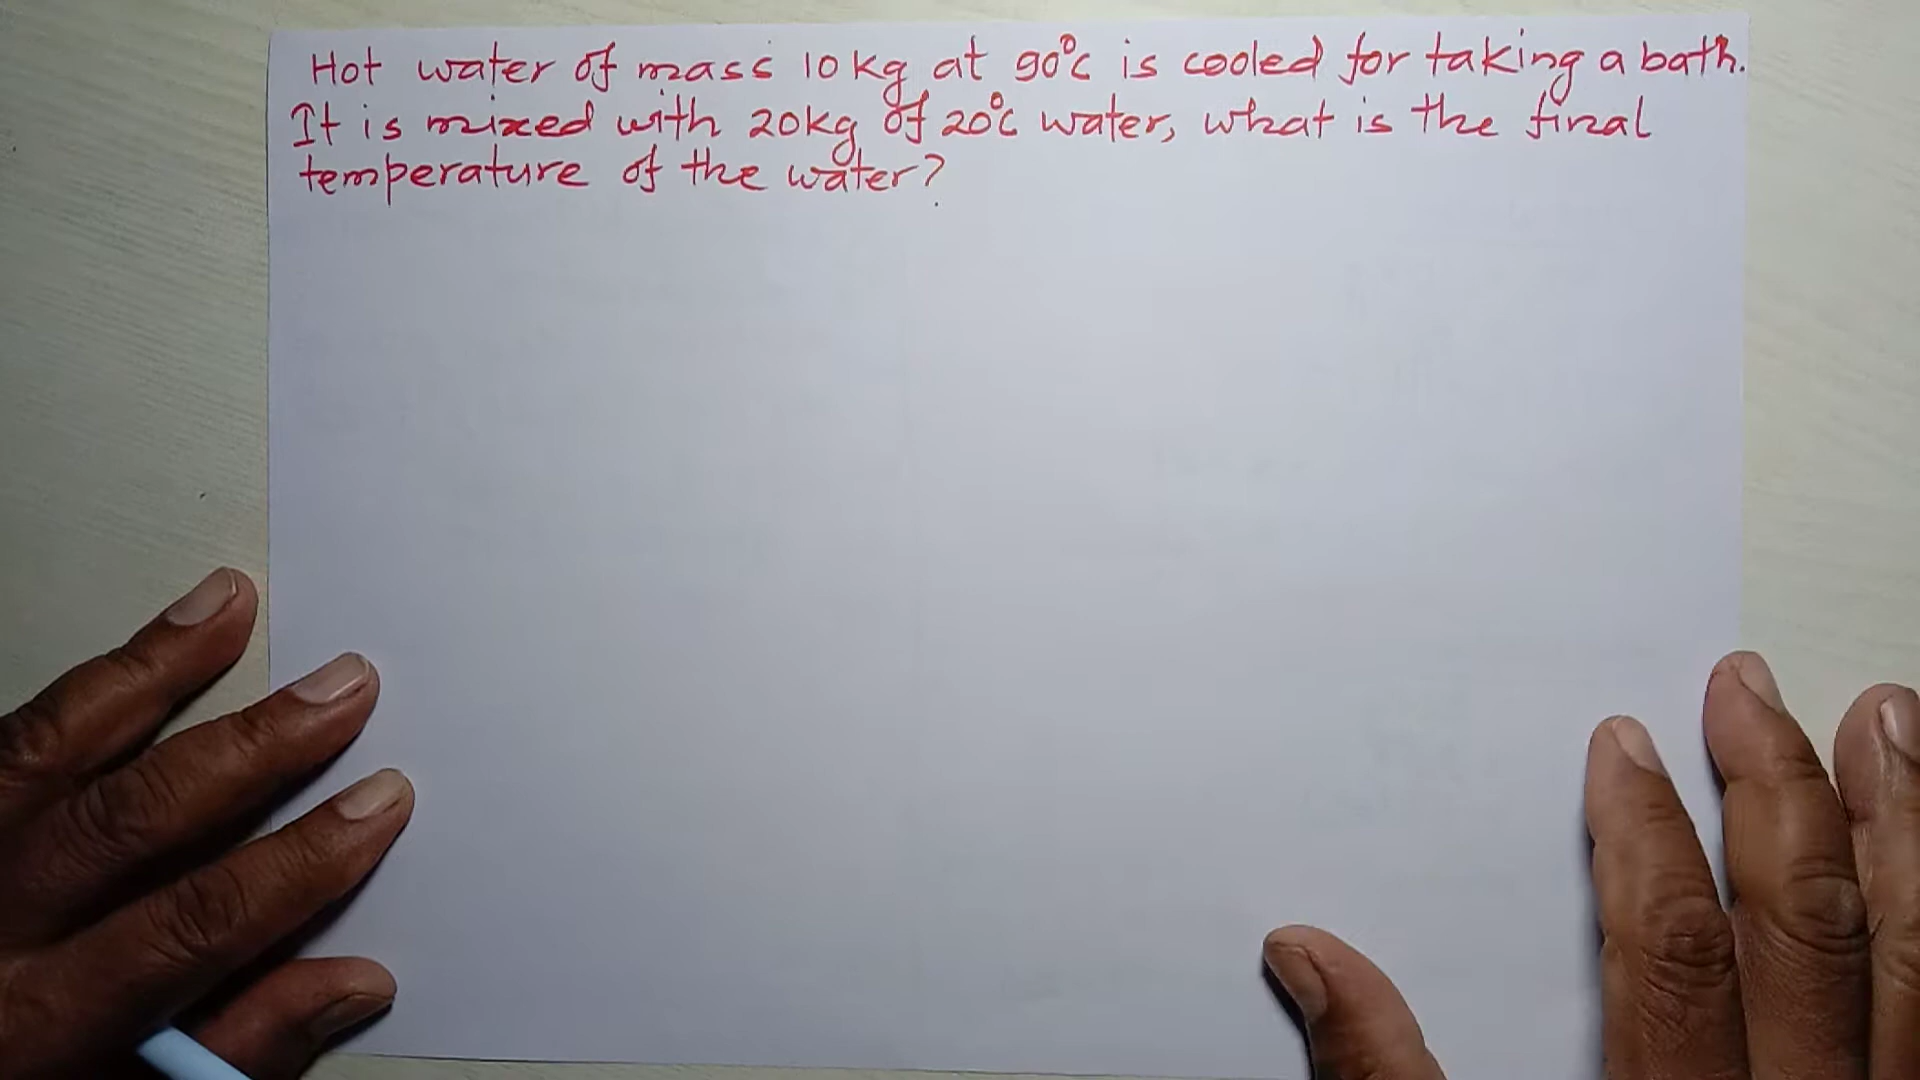 Hot water of mass 10kg at 90°c is cooled for taking a bath.
It is mixed with 20kg of 20°c water, what is the final
temperature of the water?